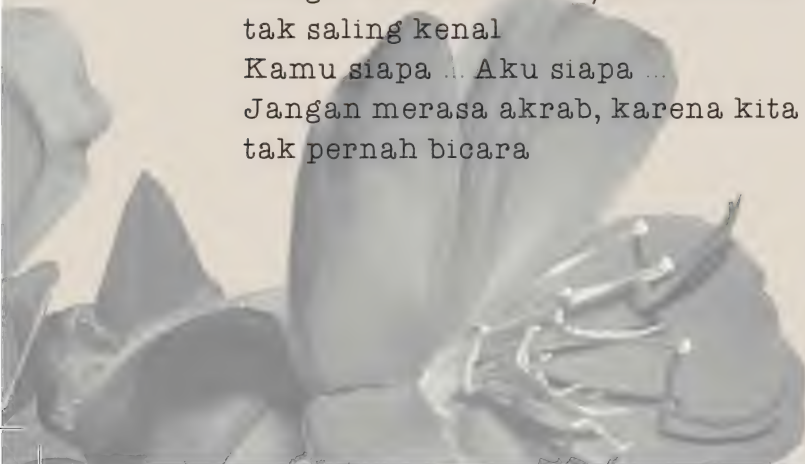 tak saling kenal
Kamu siapa ... Aku siapa ...
Jangan merasa akrab, karena kita
tak pernah bicara